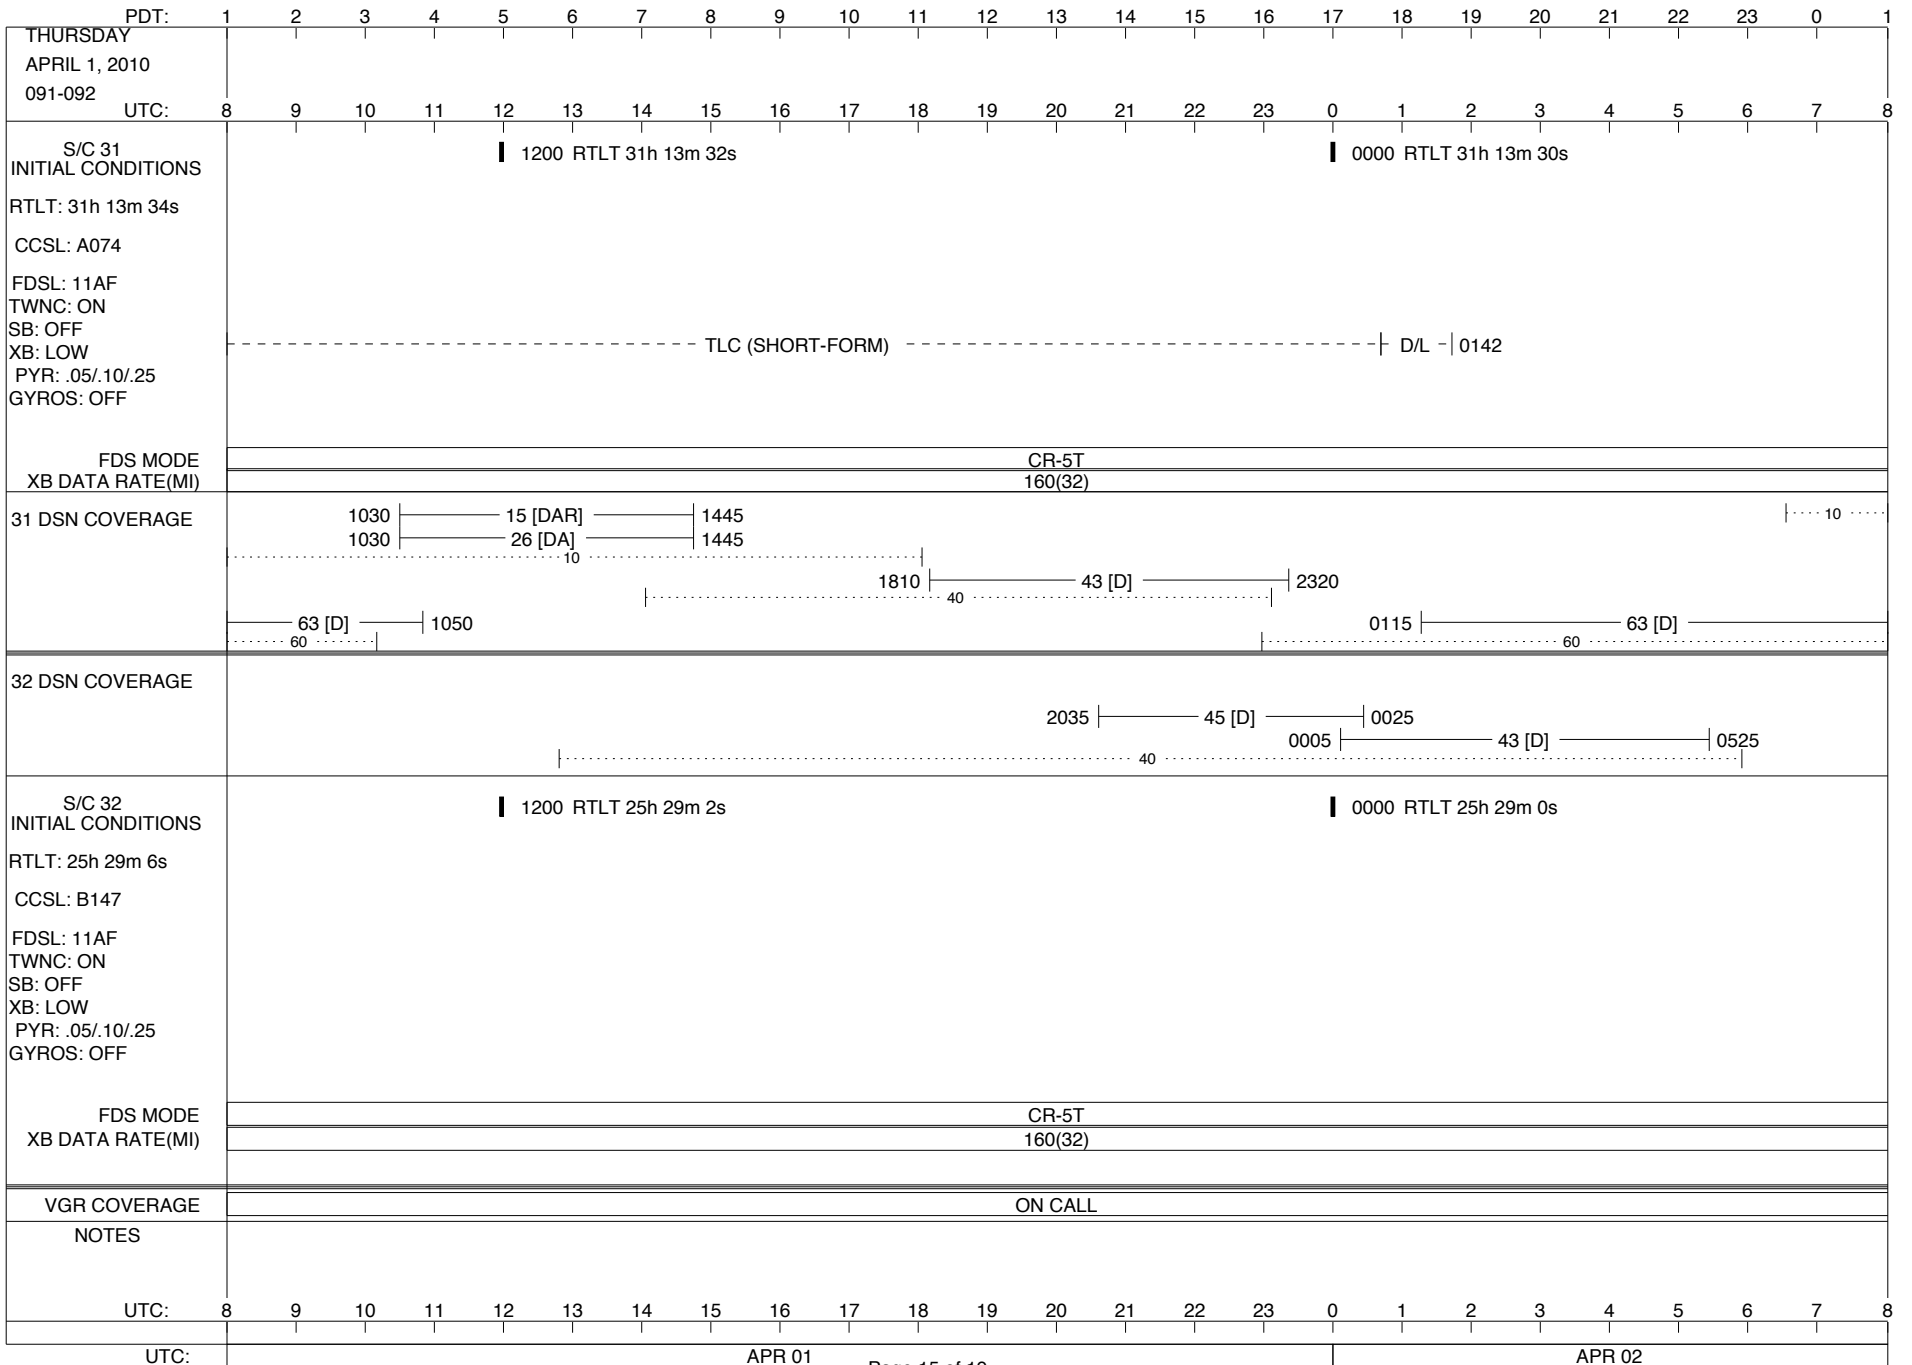 PDT: 1 2 3 4 5 6 7 8 9 10 11 12 13 14 15 16 17 18 19 20 21 22 23 0 1
THURSDAY
APRIL 1, 2010
091-092
UTC: 8 9 10 11 12 13 14 15 16 17 18 19 20 21 22 23 0 1 2 3 4 5 6 7 8
S/C 31
INITIAL CONDITIONS
1200 RTLT 31h 13m 32s 0000 RTLT 31h 13m 30s
RTLT: 31h 13m 34s
CCSL: A074
FDSL: 11AF
TWNC: ON
SB: OFF
XB: LOW
TLC (SHORT-FORM) D/L 0142
PYR: .05/.10/.25
GYROS: OFF
FDS MODE CR-5T
XB DATA RATE(MI) 160(32)
31 DSN COVERAGE 1030 15 [DAR] 1445 10
1030 26 [DA] 1445
10
1810 43 [D] 2320
40
63 [D] 1050 0115 63 [D]
60 60
32 DSN COVERAGE
2035 45 [D] 0025
0005 43 [D] 0525
40
S/C 32
INITIAL CONDITIONS
1200 RTLT 25h 29m 2s 0000 RTLT 25h 29m 0s
RTLT: 25h 29m 6s
CCSL: B147
FDSL: 11AF
TWNC: ON
SB: OFF
XB: LOW
PYR: .05/.10/.25
GYROS: OFF
FDS MODE CR-5T
XB DATA RATE(MI) 160(32)
VGR COVERAGE ON CALL
NOTES
UTC: 8 9 10 11 12 13 14 15 16 17 18 19 20 21 22 23 0 1 2 3 4 5 6 7 8
UTC: APR 01 APR 02
Page 15 of